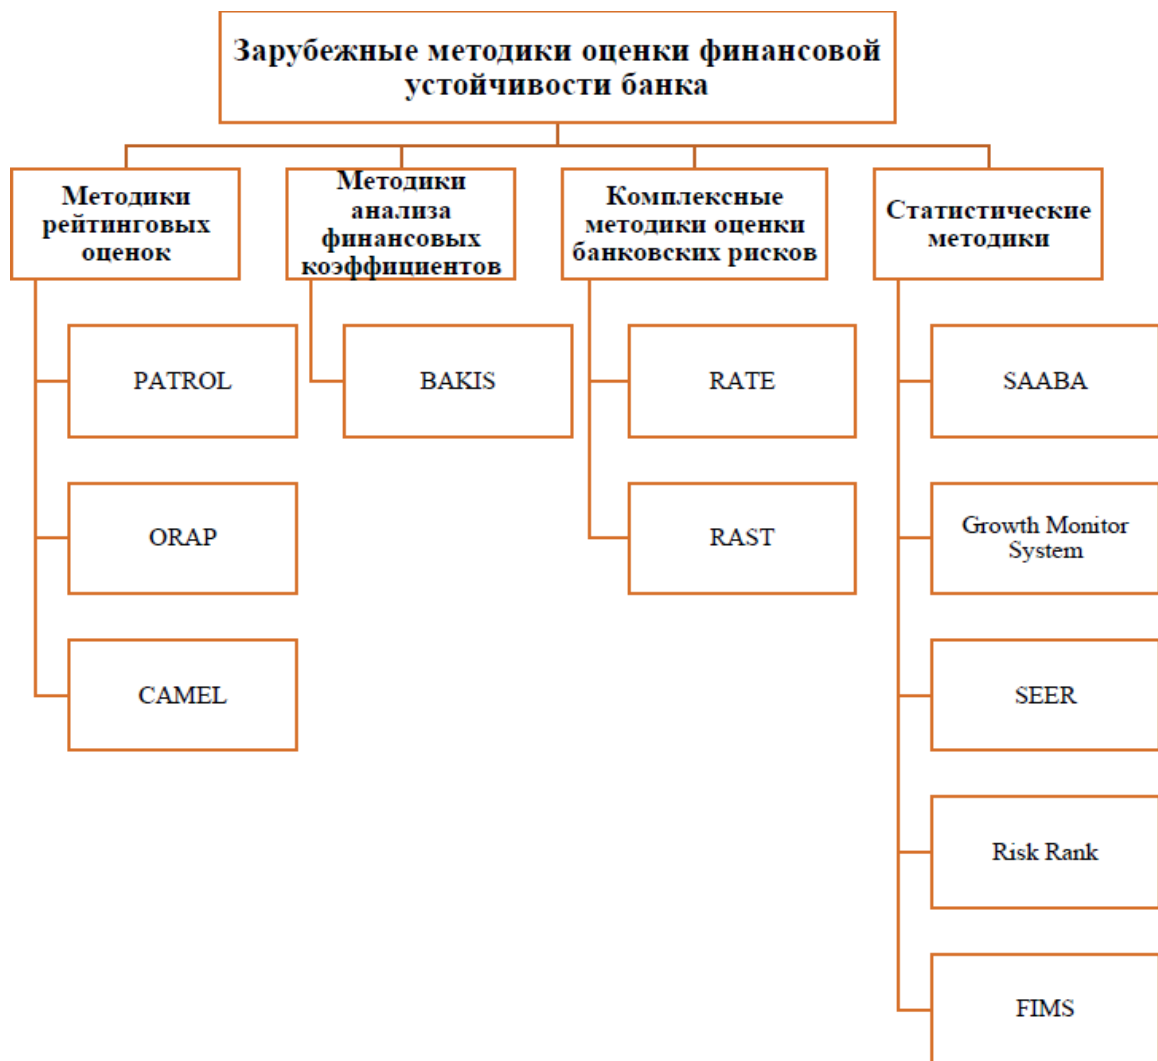 Зарубежные методики оценки финансовой
устойчивости банка
Методики
рейтинговых
оценок
PATROL
ORAP
CAMEL
Методики
анализа
финансовых
коэффициентов
BAKIS
Комплексные
методики оценки
банковских рисков
RATE
RAST
Статистические
методики
SAABA
Growth Monitor
System
SEER
Risk Rank
FIMS